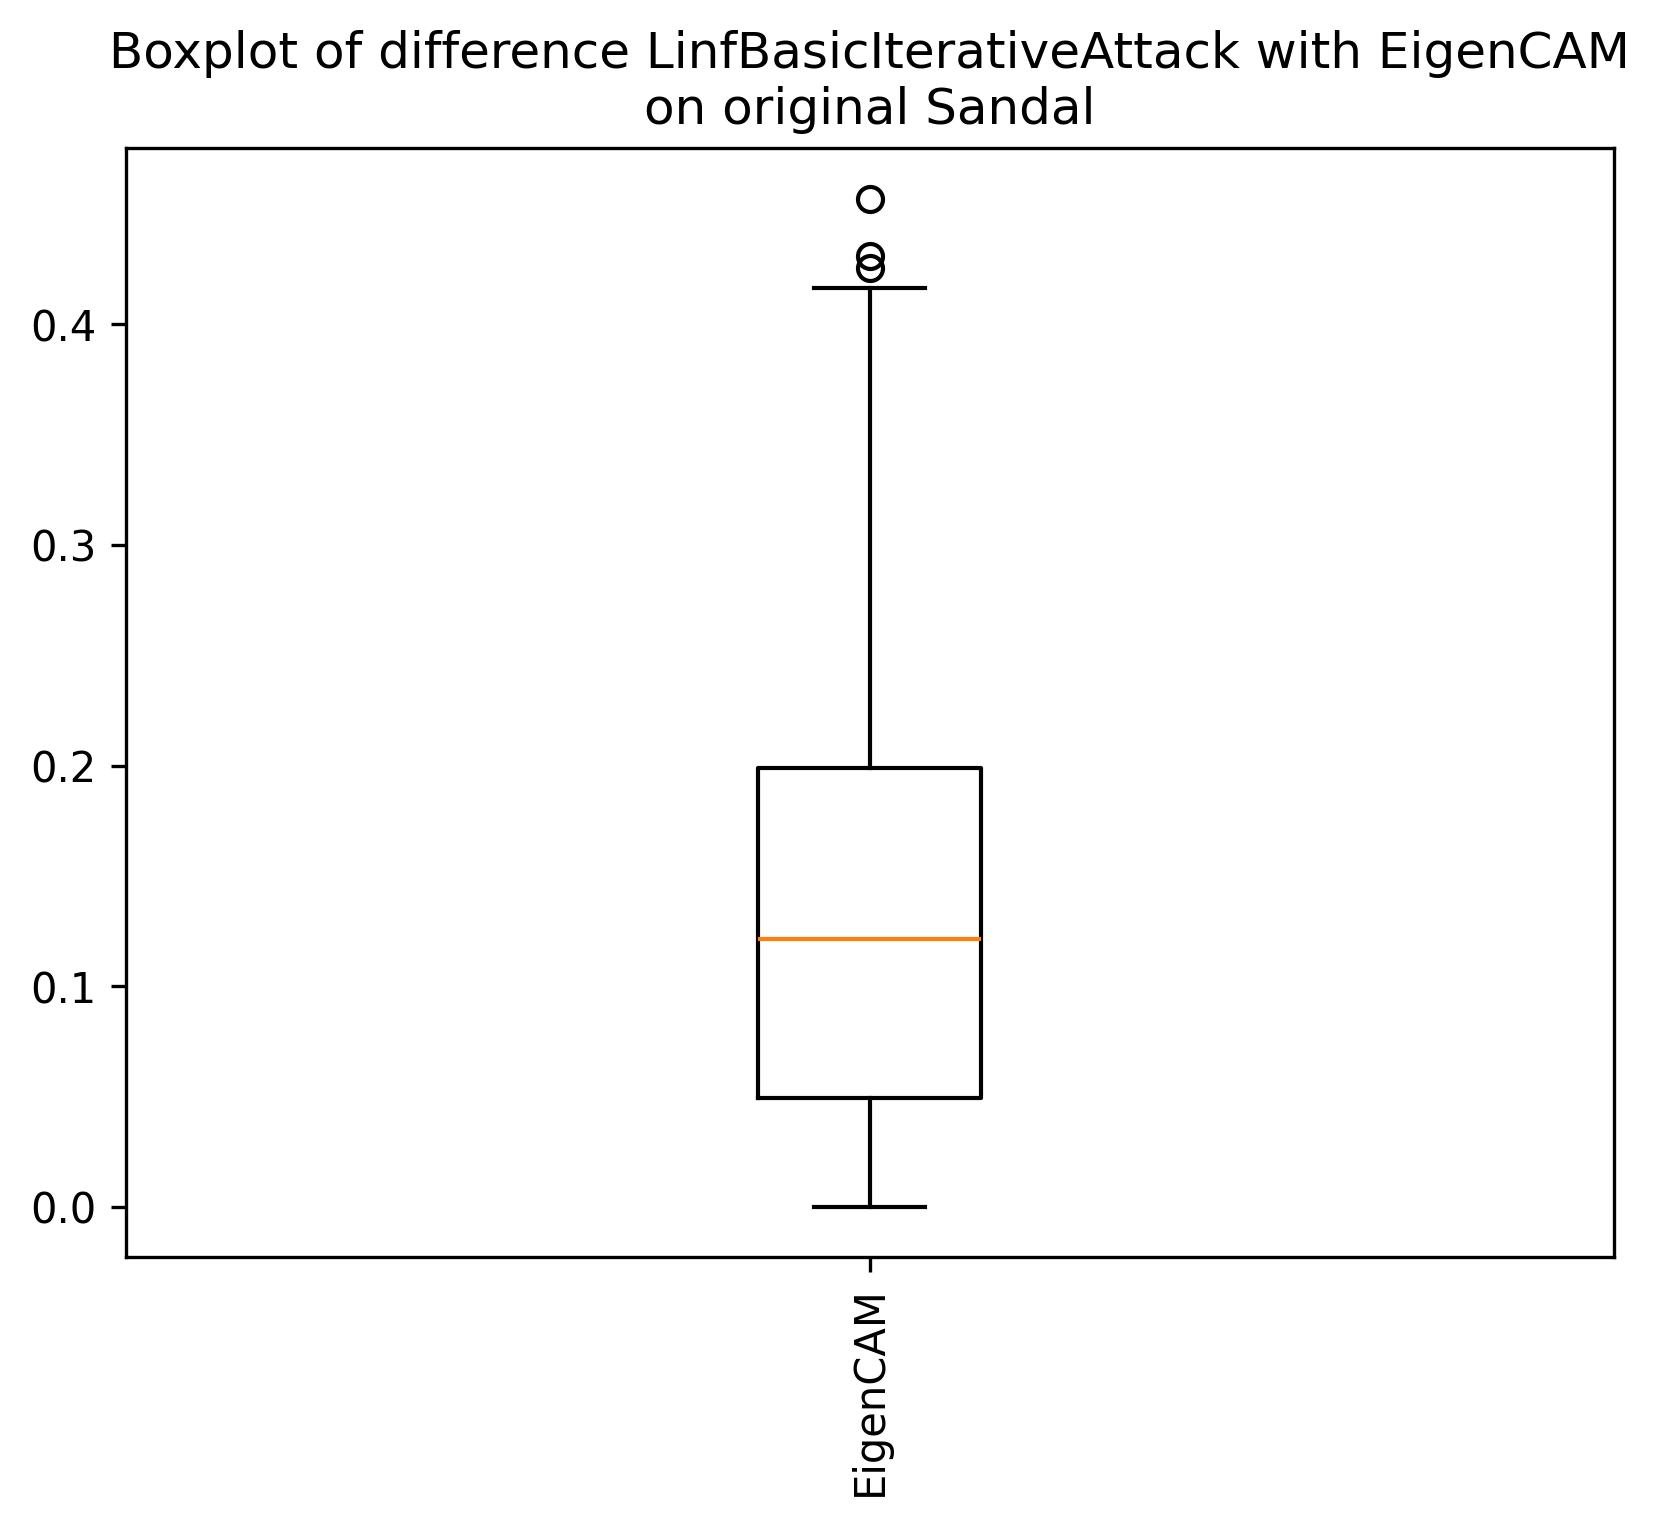 Boxplot of difference LinfBasicIterativeAttack with EigenCAM
on original Sandal
0.4
0.3
0.2
0.1
0.0
EigenCAM